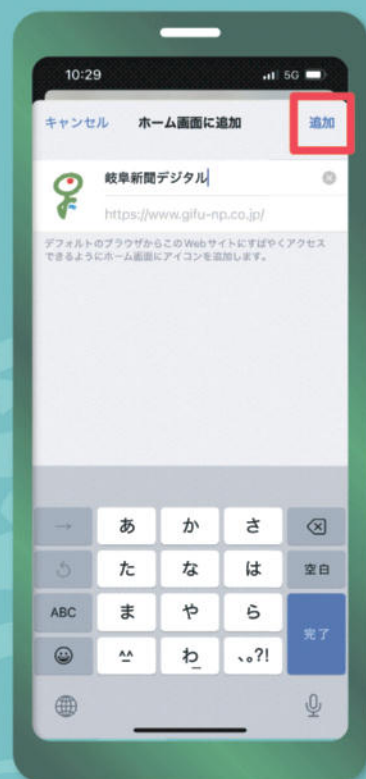 10:29
5G
キャンセル
ホーム画面に追加
追加
岐阜新聞デジタル
https://www.gifu-np.co.jp/
デフォルトのブラウザからこのWebサイトにすばやくアクセス
できるようにホーム画面にアイコンを追加します。
→ あ か さ
た な は 空白
ABC ま や ら
完了
^^ わ_ 、。?!